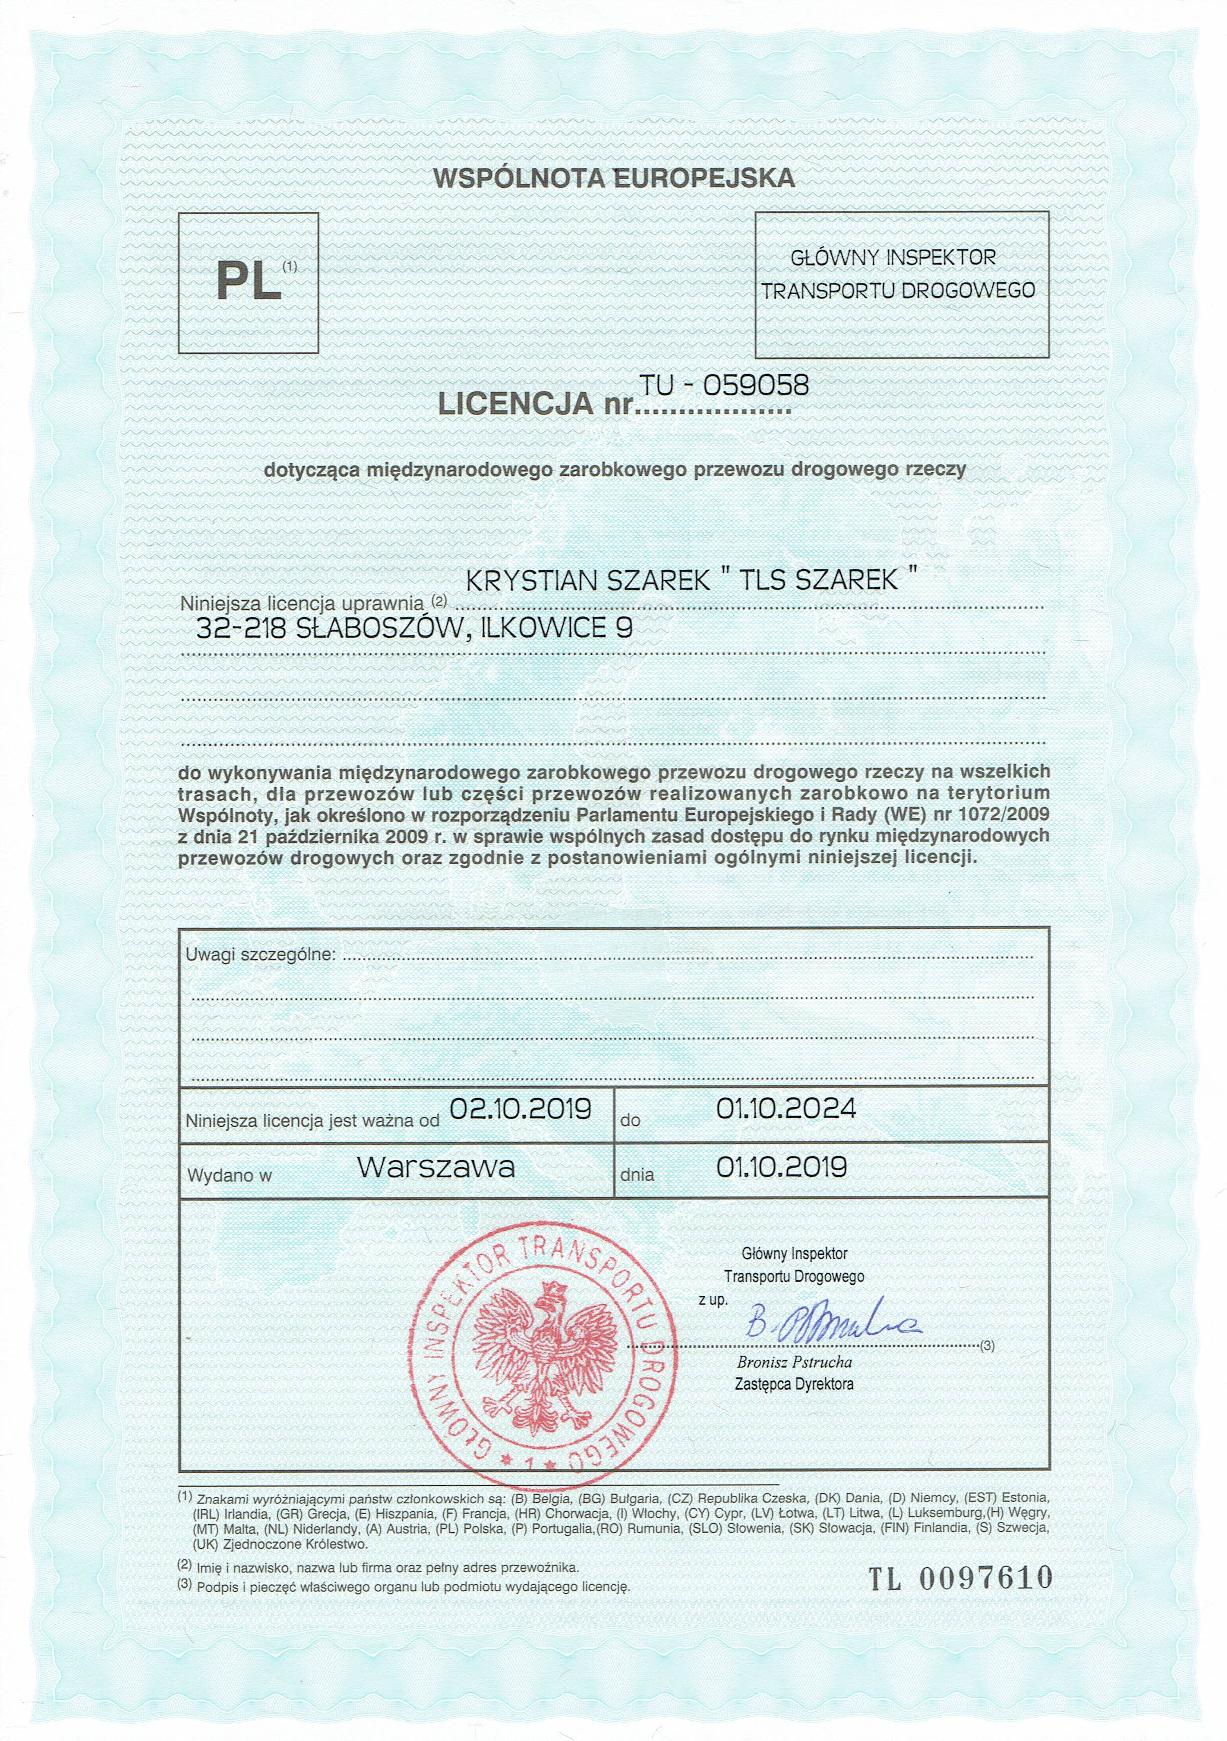 WSPÓLNOTA EUROPEJSKA
PL (1)
GŁÓWNY INSPEKTOR
TRANSPORTU DROGOWEGO
TU - 059058
LICENCJA nr..................
dotycząca międzynarodowego zarobkowego przewozu drogowego rzeczy
KRYSTIAN SZAREK " TLS SZAREK "
Niniejsza licencja uprawnia (2)
32-218 SŁABOSZÓW, ILKOWICE 9
do wykonywania międzynarodowego zarobkowego przewozu drogowego rzeczy na wszelkich
trasach, dla przewozów lub części przewozów realizowanych zarobkowo na terytorium
Wspólnoty, jak określono w rozporządzeniu Parlamentu Europejskiego i Rady (WE) nr 1072/2009
z dnia 21 października 2009 r. w sprawie wspólnych zasad dostępu do rynku międzynarodowych
przewozów drogowych oraz zgodnie z postanowieniami ogólnymi niniejszej licencji.
Uwagi szczególne:
Niniejsza licencja jest ważna od 02.10.2019 do 01.10.2024
Wydano w Warszawa dnia 01.10.2019
GŁÓWNY INSPEKTOR TRANSPORTU DROGOWEGO * 1 *
Główny Inspektor
Transportu Drogowego
z up.
(3)
Bronisz Pstrucha
Zastępca Dyrektora
(1) Znakami wyróżniającymi państw członkowskich są: (B) Belgia, (BG) Bułgaria, (CZ) Republika Czeska, (DK) Dania, (D) Niemcy, (EST) Estonia,
(IRL) Irlandia, (GR) Grecja, (E) Hiszpania, (F) Francja, (HR) Chorwacja, (I) Włochy, (CY) Cypr, (LV) Łotwa, (LT) Litwa, (L) Luksemburg,(H) Węgry,
(MT) Malta, (NL) Niderlandy, (A) Austria, (PL) Polska, (P) Portugalia,(RO) Rumunia, (SLO) Słowenia, (SK) Słowacja, (FIN) Finlandia, (S) Szwecja,
(UK) Zjednoczone Królestwo.
(2) Imię i nazwisko, nazwa lub firma oraz pełny adres przewoźnika.
(3) Podpis i pieczęć właściwego organu lub podmiotu wydającego licencję.
TL 0097610